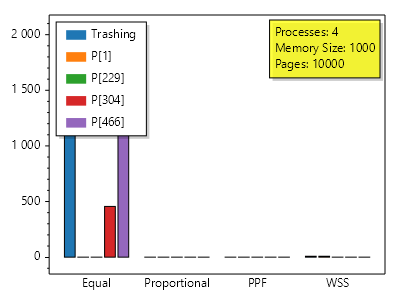 2 000
1 500
1 000
500
0
Trashing
P[1]
P[229]
P[304]
P[466]
Processes: 4
Memory Size: 1000
Pages: 10000
Equal
Proportional
PPF
WSS